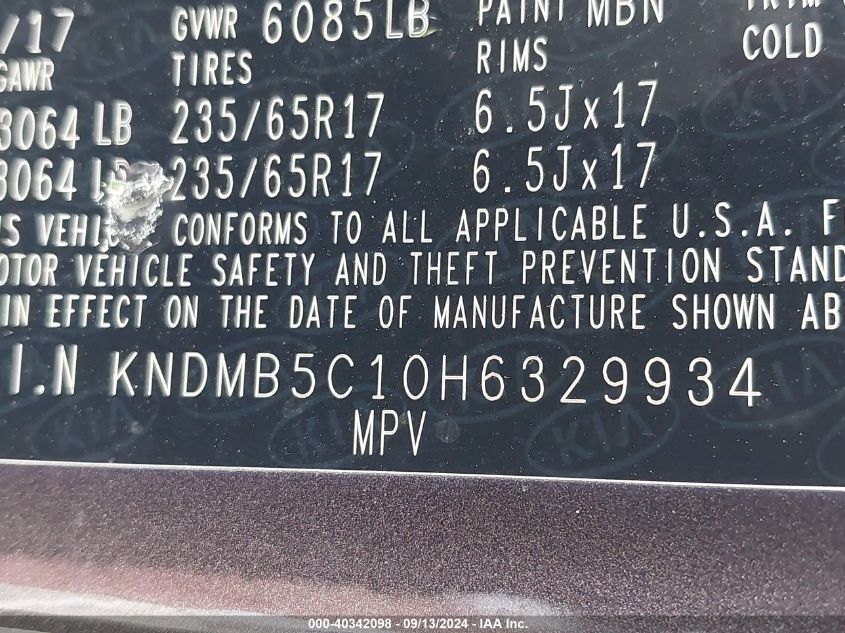 /17 GVWR 6085LB PAINT MBN
GAWR TIRES RIMS COLD
3064 LB 235/65R17 6.5Jx17
3064 235/65R17 6.5Jx17
CONFORMS TO ALL APPLICABLE U.S.A.
VEHICLE SAFETY AND THEFT PREVENTION STAND
IN EFFECT ON THE DATE OF MANUFACTURE SHOWN AB
I.N KNDMB5C10H6329934
MPV
KIA
000-40342098 - 09/13/2024 - IAA Inc.